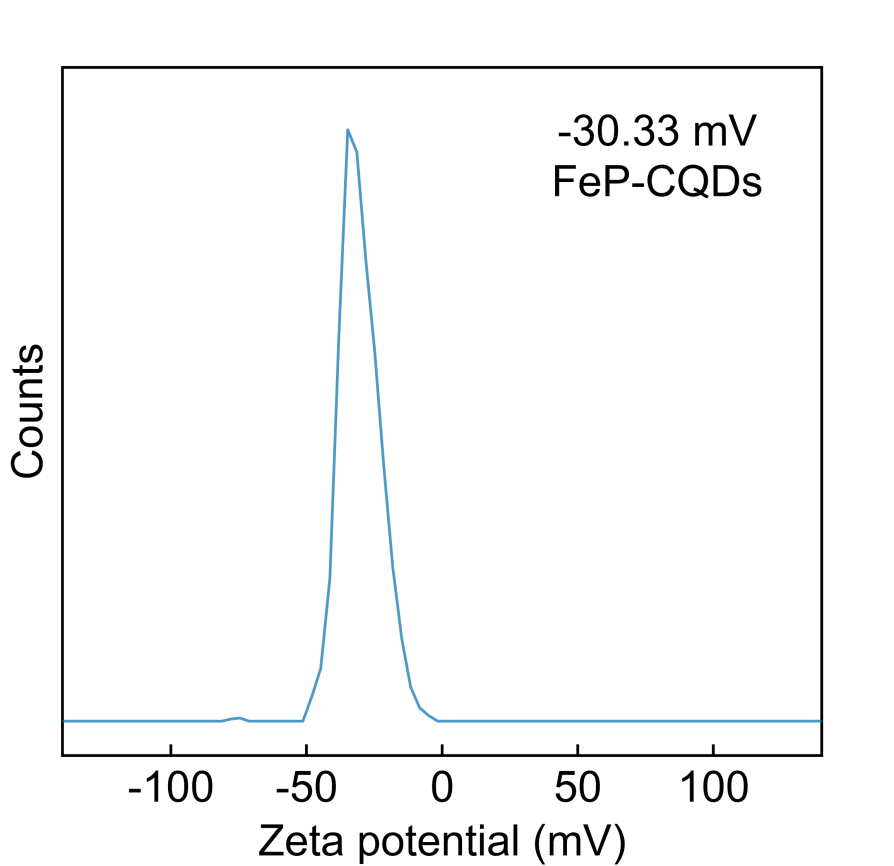 -30.33 mV
FeP-CQDs
Counts
-100 -50 0 50 100
Zeta potential (mV)